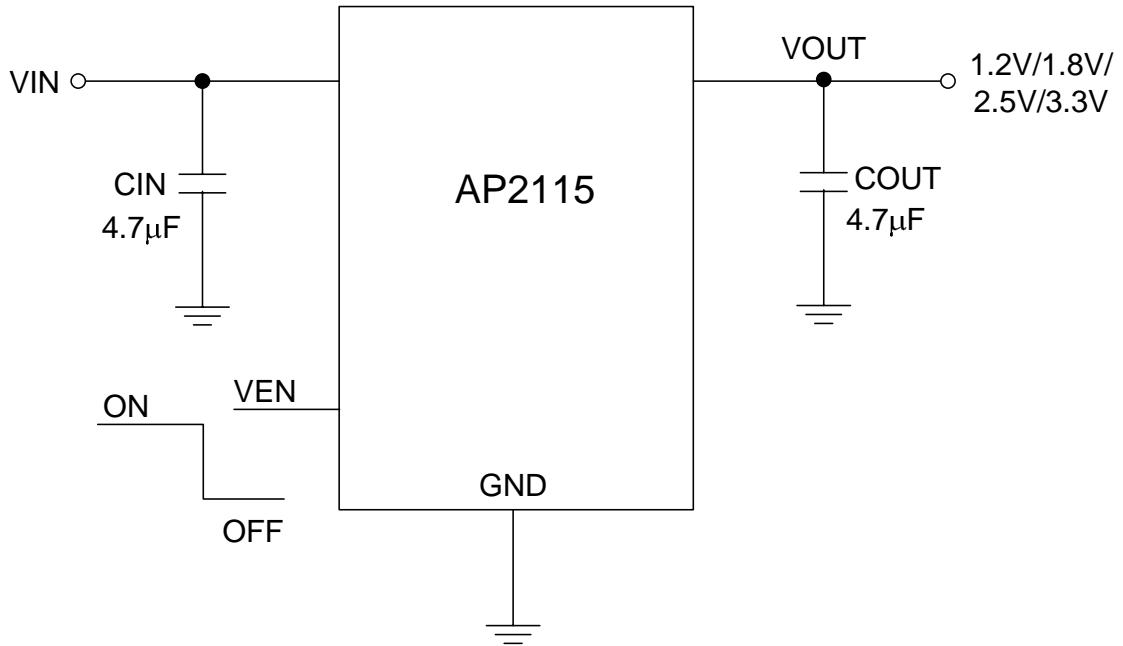 VOUT
VIN
1.2V/1.8V/
2.5V/3.3V
CIN
4.7μF
AP2115
COUT
4.7μF
VEN
ON
OFF
GND